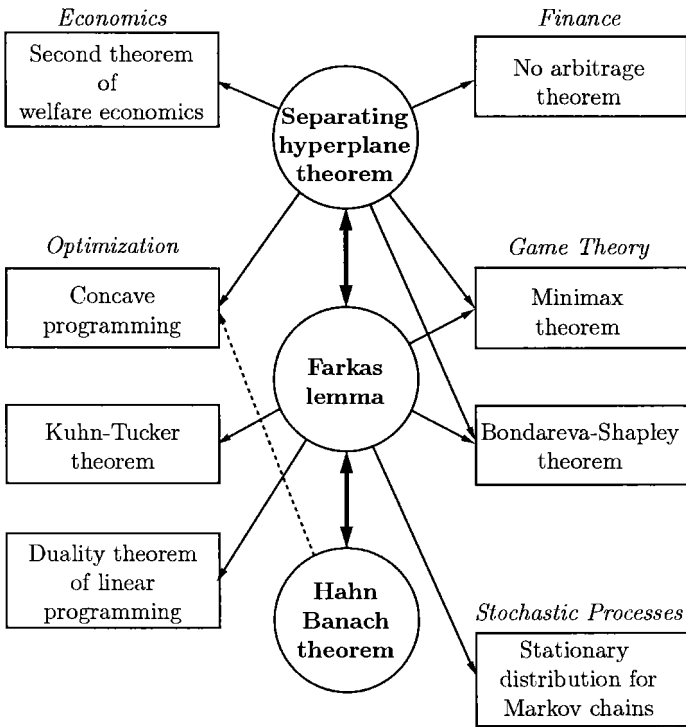 Economics
Second theorem
of
welfare economics
Finance
No arbitrage
theorem
Separating
hyperplane
theorem
Optimization
Concave
programming
Game Theory
Minimax
theorem
Farkas
lemma
Kuhn-Tucker
theorem
Bondareva-Shapley
theorem
Duality theorem
of linear
programming
Hahn
Banach
theorem
Stochastic Processes
Stationary
distribution for
Markov chains